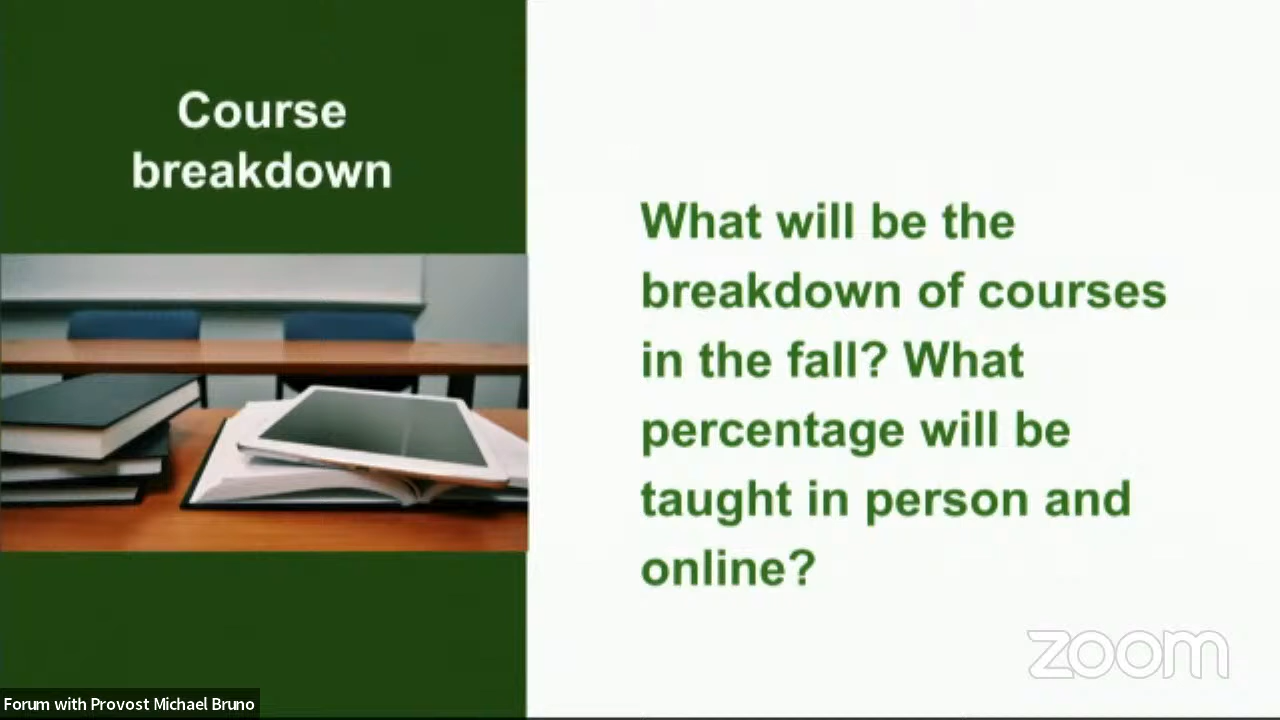 Course
breakdown
What will be the
breakdown of courses
in the fall? What
percentage will be
taught in person and
online?
zoom
Forum with Provost Michael Bruno